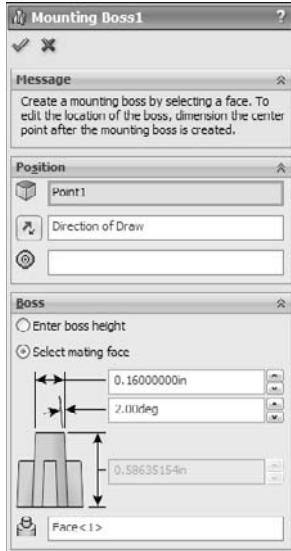 Mounting Boss1 ?
Message
Create a mounting boss by selecting a face. To
edit the location of the boss, dimension the center
point after the mounting boss is created.
Position
Point1
Direction of Draw
Boss
Enter boss height
Select mating face
0.16000000in
2.00deg
0.58635154in
Face<1>